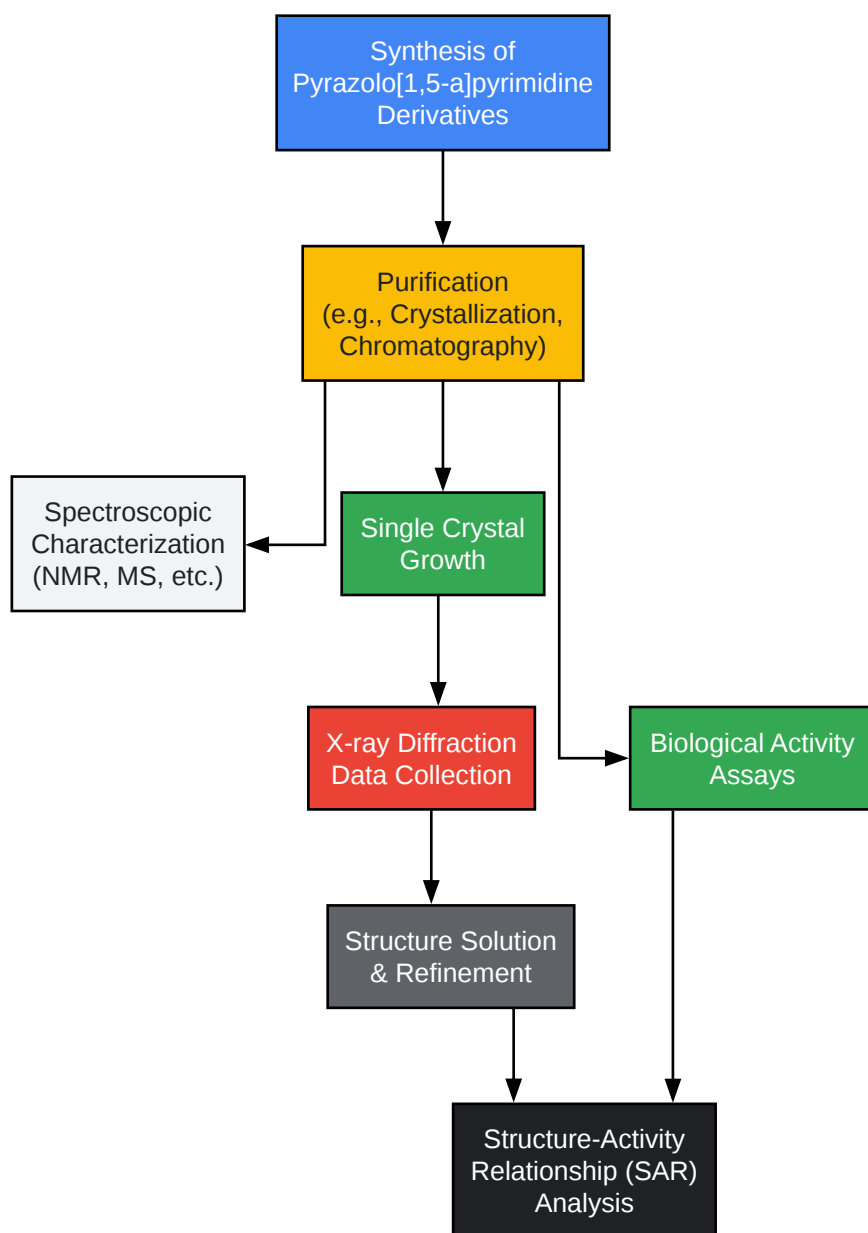 Synthesis of
Pyrazolo[1,5-a]pyrimidine
Derivatives
Purification
(e.g., Crystallization,
Chromatography)
Spectroscopic
Characterization
(NMR, MS, etc.)
Single Crystal
Growth
X-ray Diffraction
Data Collection
Biological Activity
Assays
Structure Solution
& Refinement
Structure-Activity
Relationship (SAR)
Analysis